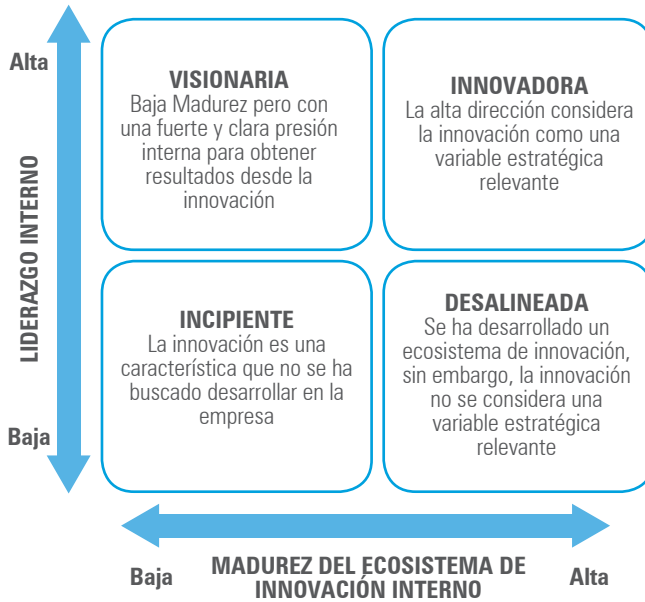 Alta
LIDERAZGO INTERNO
Baja
VISIONARIA
Baja Madurez pero con
una fuerte y clara presión
interna para obtener
resultados desde la
innovación
INNOVADORA
La alta dirección considera
la innovación como una
variable estratégica
relevante
INCIPIENTE
La innovación es una
característica que no se ha
buscado desarrollar en la
empresa
DESALINEADA
Se ha desarrollado un
ecosistema de innovación,
sin embargo, la innovación
no se considera una
variable estratégica
relevante
Baja
MADUREZ DEL ECOSISTEMA DE
INNOVACIÓN INTERNO
Alta